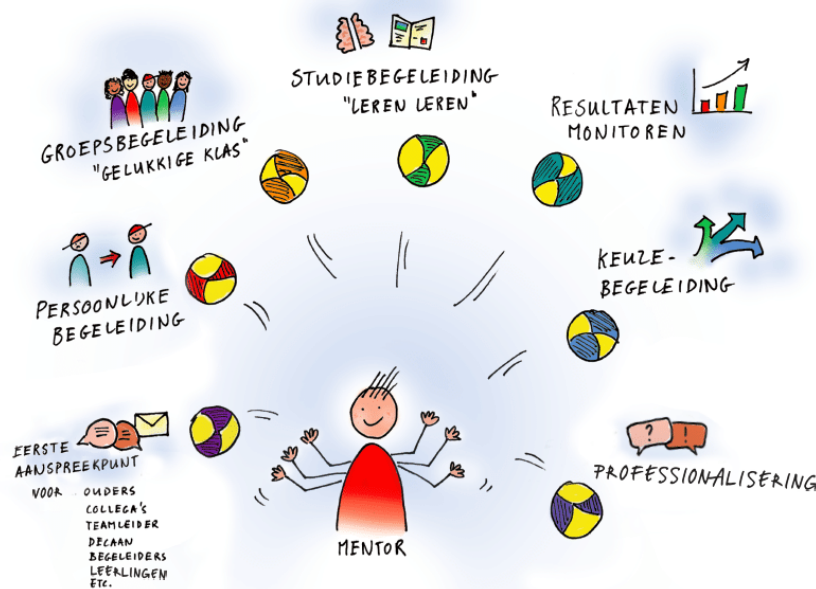 STUDIEBEGELEIDING
"LEREN LEREN"
GROEPSBEGELEIDING
"GELUKKIGE KLAS"
RESULTATEN
MONITOREN
PERSOONLIJKE
BEGELEIDING
KEUZE-
BEGELEIDING
EERSTE
AANSPREEKPUNT
VOOR OUDERS
COLLEGA'S
TEAMLEIDER
DECAAN
BEGELEIDERS
LEERLINGEN
ETC.
?
!
PROFESSIONALISERING
MENTOR